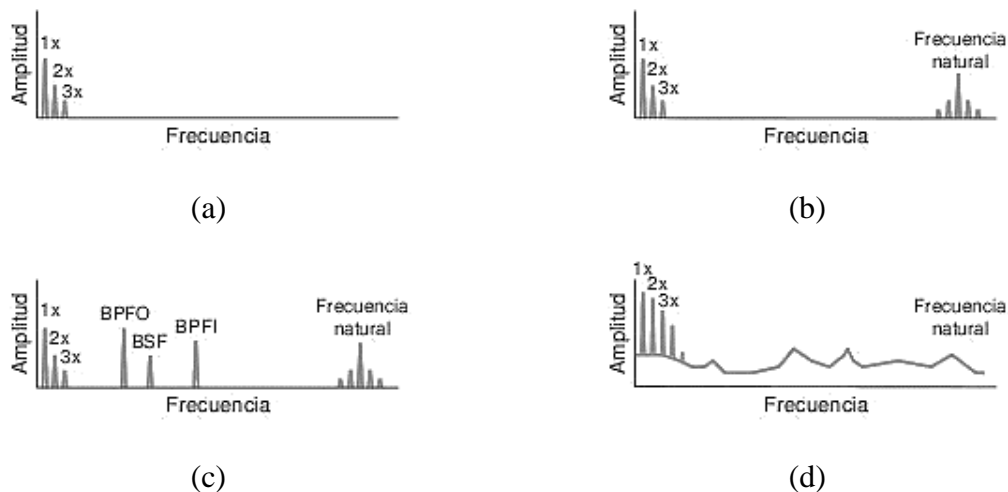 Amplitud
1x
2x
3x
Frecuencia
(a)
Amplitud
1x
2x
3x
Frecuencia
natural
Frecuencia
(b)
Amplitud
1x
2x
3x
BPFO
BSF
BPFI
Frecuencia
natural
Frecuencia
(c)
Amplitud
1x
2x
3x
Frecuencia
natural
Frecuencia
(d)